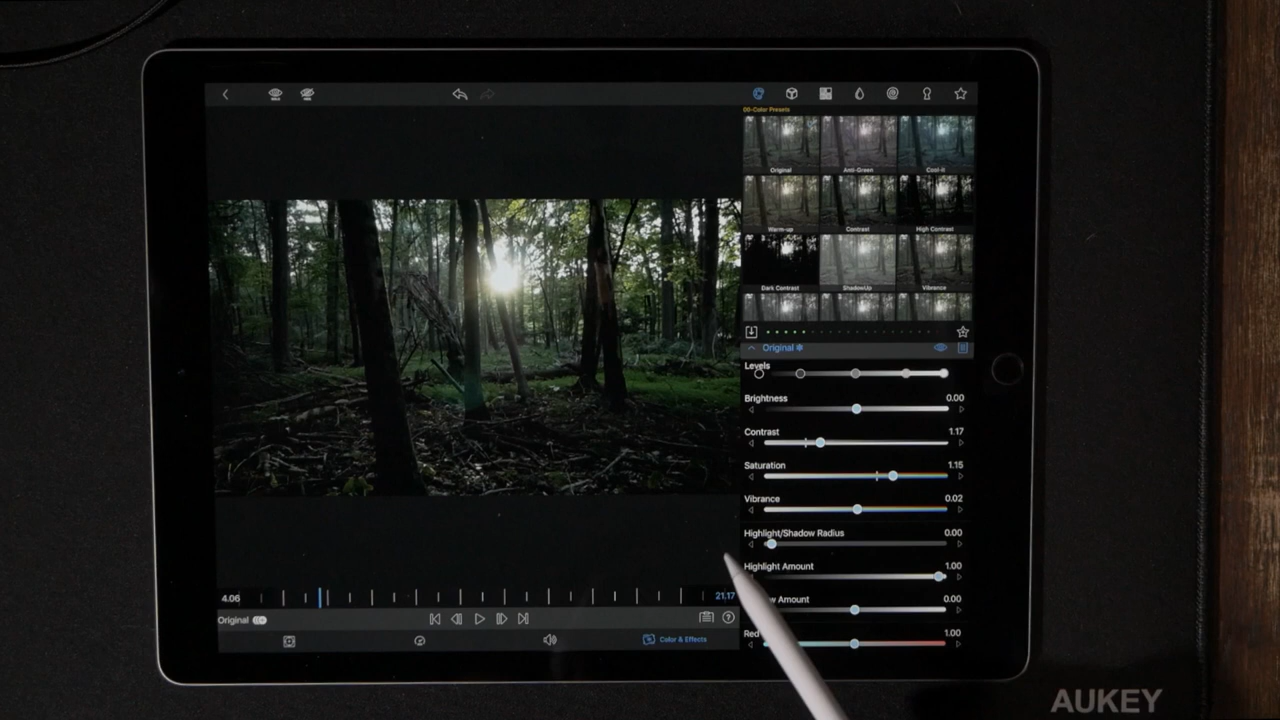 00-Color Presets
Original
Anti-Green
Cool-it
Warm-up
Contrast
High Contrast
Dark Contrast
ShadowUp
Vibrance
Original
Levels
Brightness 0.00
Contrast 1.17
Saturation 1.15
Vibrance 0.02
Highlight/Shadow Radius 0.00
Highlight Amount 1.00
Amount 0.00
Red 1.00
4.06
21.17
Original
?
Color & Effects
AUKEY